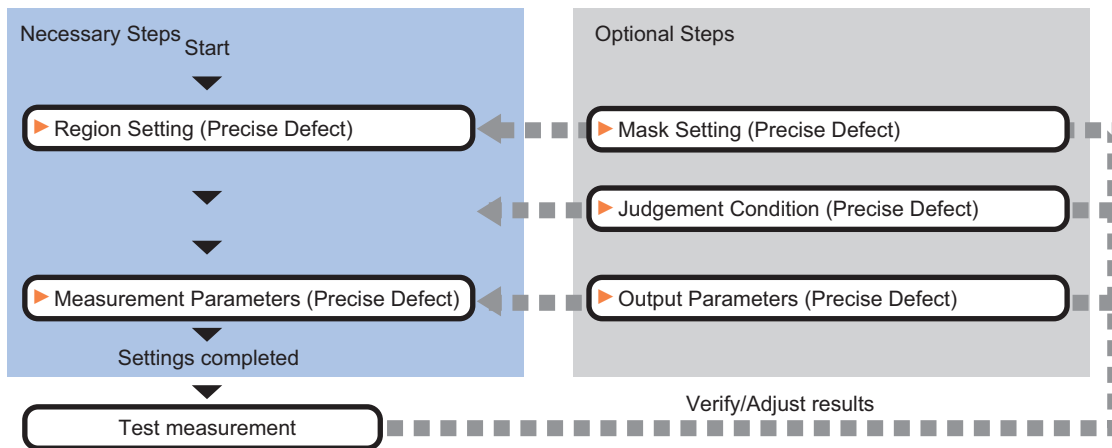 Necessary Steps
Start
Region Setting (Precise Defect)
Measurement Parameters (Precise Defect)
Settings completed
Test measurement
Optional Steps
Mask Setting (Precise Defect)
Judgement Condition (Precise Defect)
Output Parameters (Precise Defect)
Verify/Adjust results